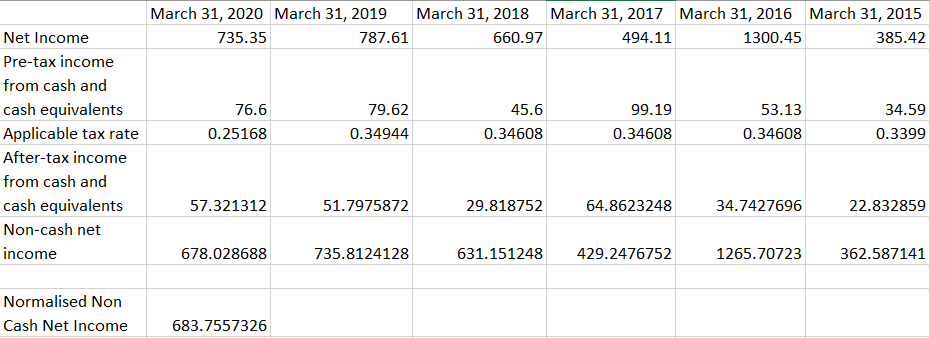 March 31, 2020 March 31, 2019 March 31, 2018 March 31, 2017 March 31, 2016 March 31, 2015
Net Income 735.35 787.61 660.97 494.11 1300.45 385.42
Pre-tax income
from cash and
cash equivalents 76.6 79.62 45.6 99.19 53.13 34.59
Applicable tax rate 0.25168 0.34944 0.34608 0.34608 0.34608 0.3399
After-tax income
from cash and
cash equivalents 57.321312 51.7975872 29.818752 64.8623248 34.7427696 22.832859
Non-cash net
income 678.028688 735.8124128 631.151248 429.2476752 1265.70723 362.587141
Normalised Non
Cash Net Income 683.7557326